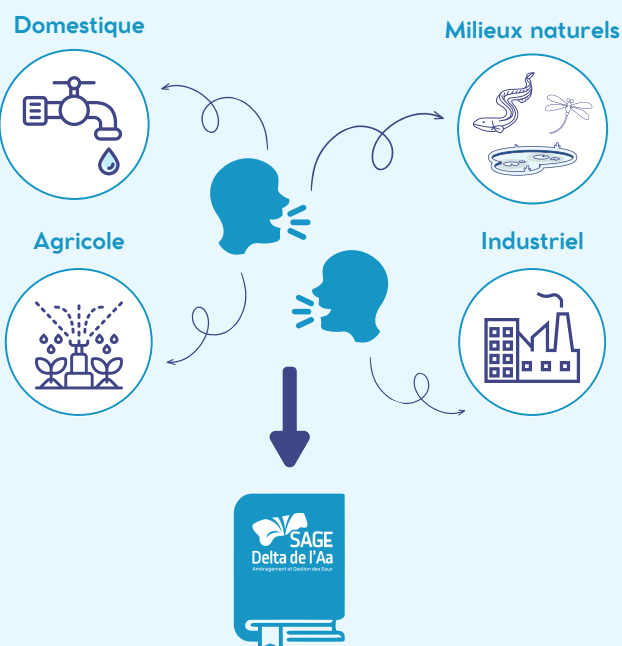 Domestique
Milieux naturels
Agricole
Industriel
SAGE
Delta de l'Aa
Aménagement et Gestion des Eaux